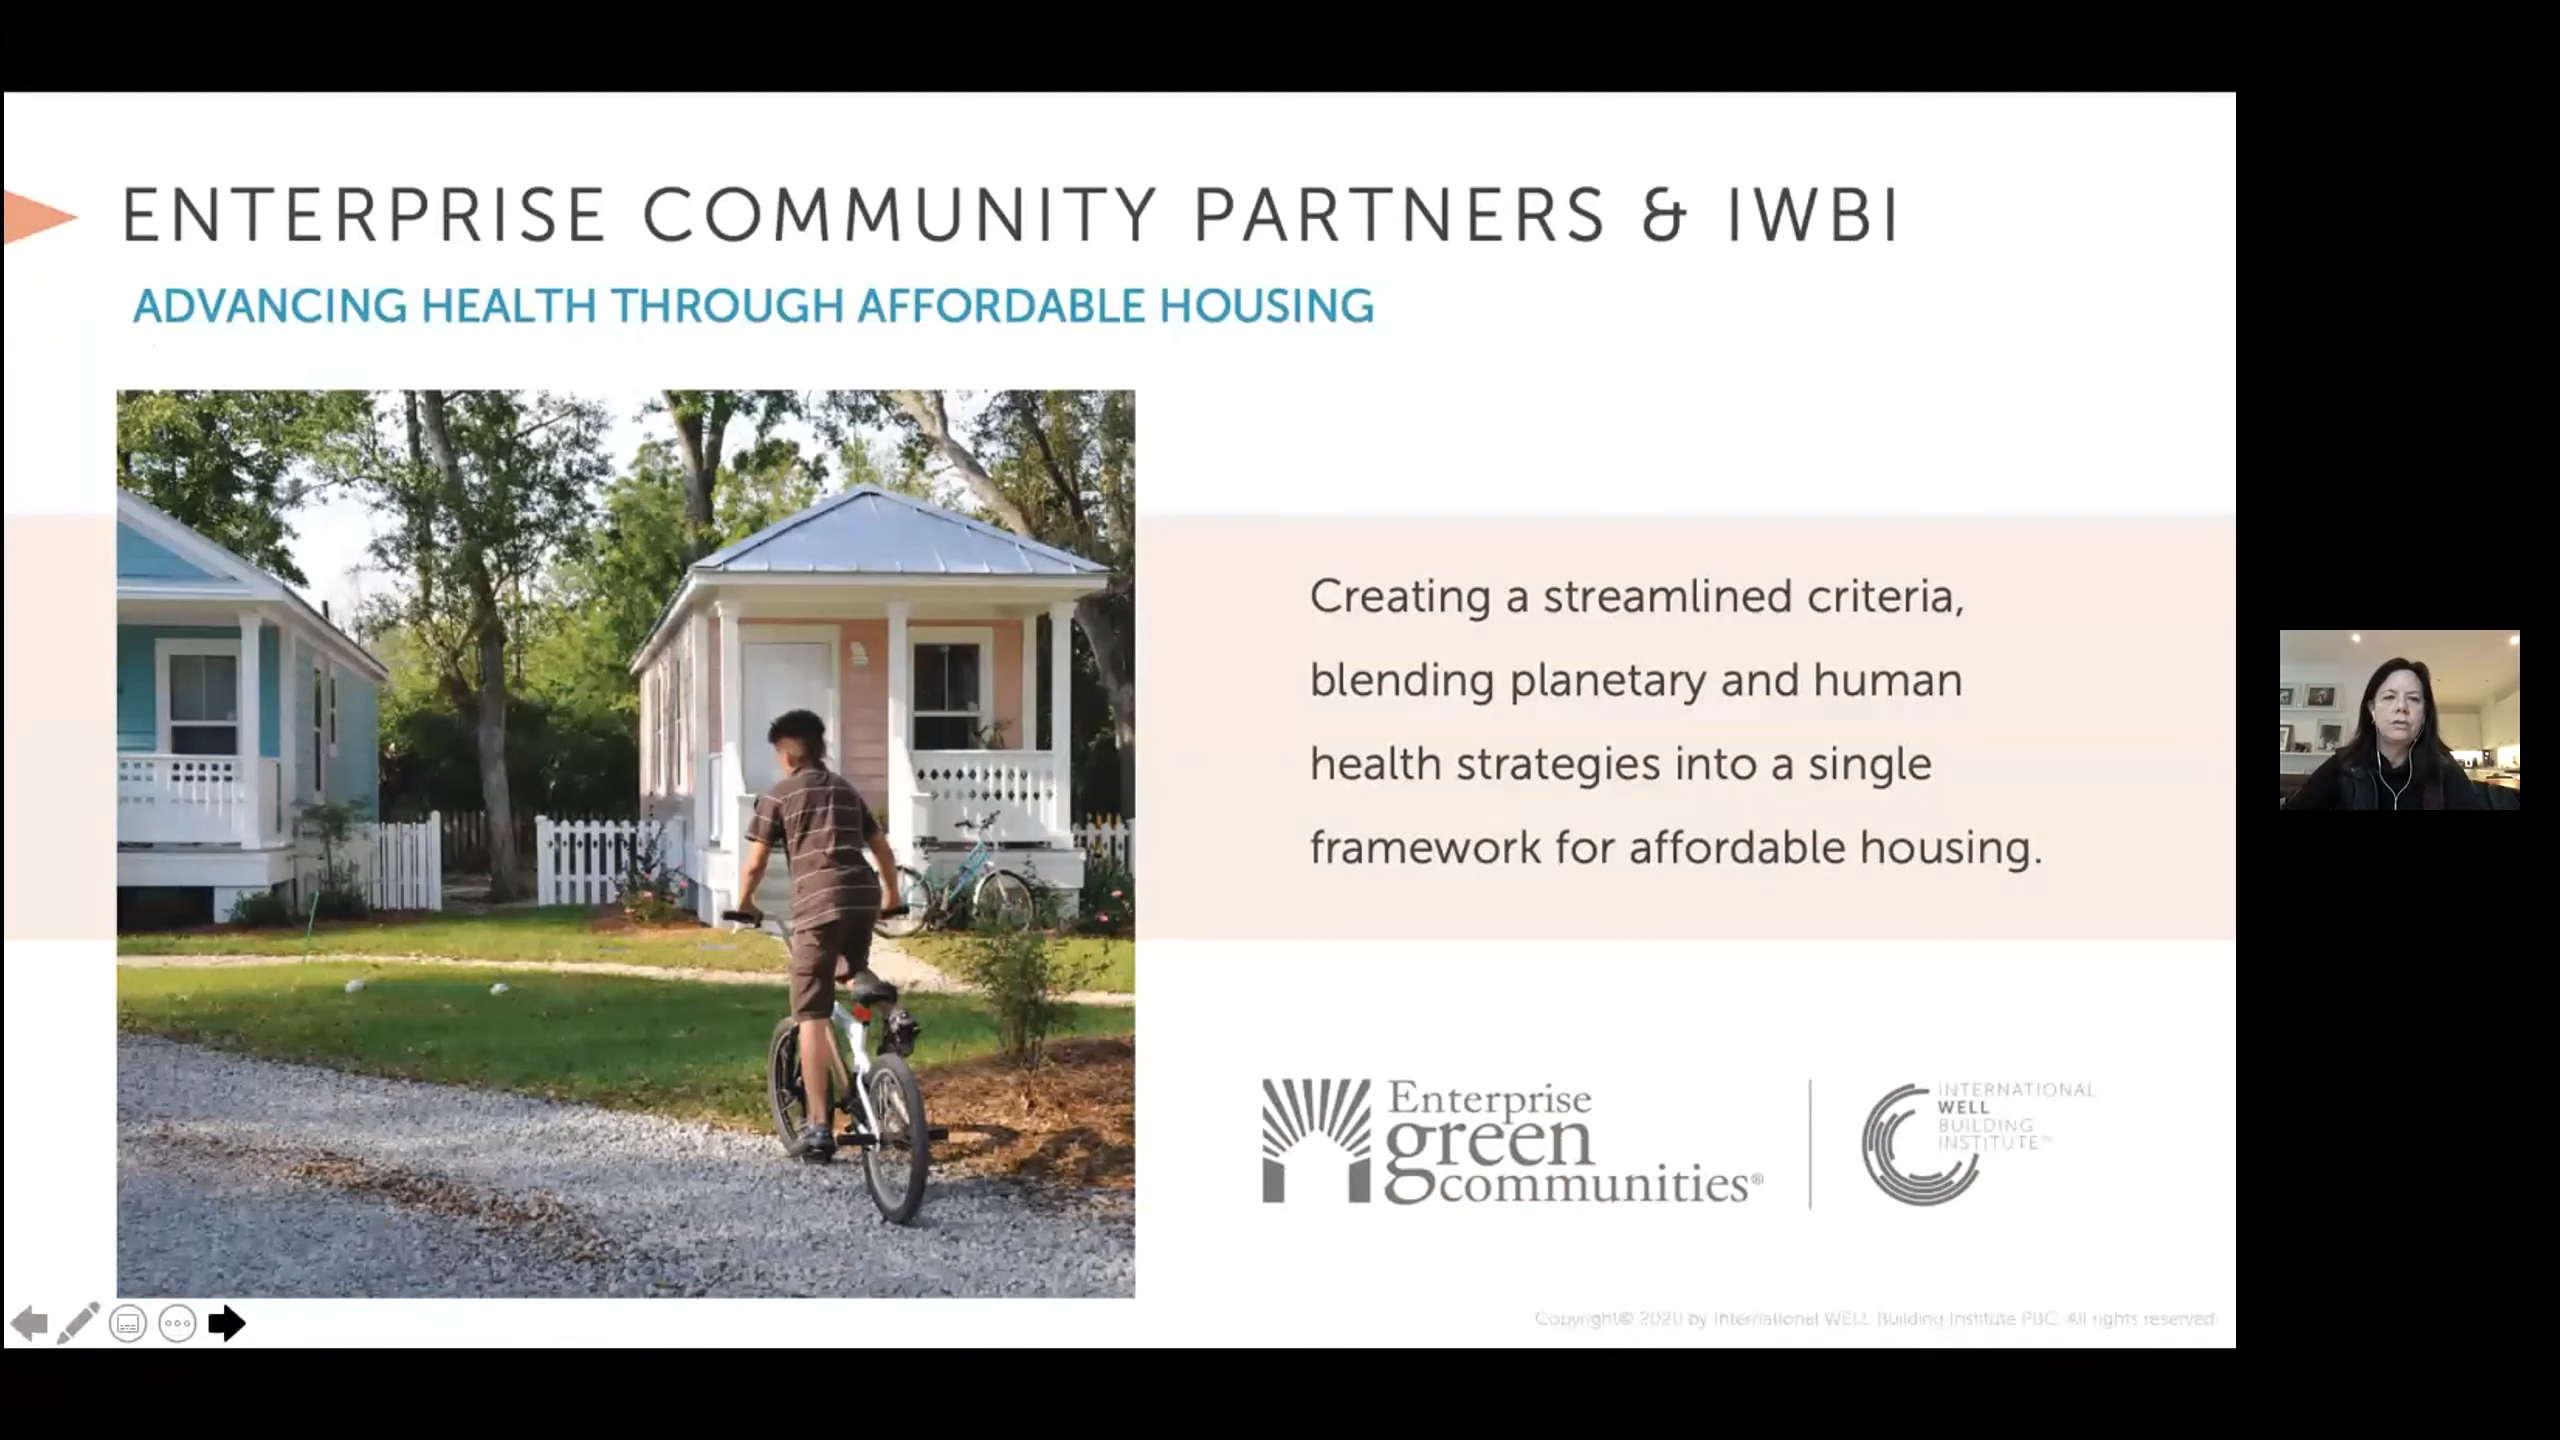 ENTERPRISE COMMUNITY PARTNERS & IWBI
ADVANCING HEALTH THROUGH AFFORDABLE HOUSING
Creating a streamlined criteria,
blending planetary and human
health strategies into a single
framework for affordable housing.
Enterprise
green
communities®
INTERNATIONAL
WELL
BUILDING
INSTITUTE™
Copyright© 2020 by International WELL Building Institute PBC. All rights reserved.